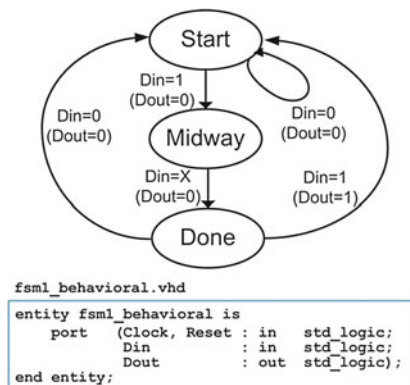 Start
Din=1
(Dout=0)
Din=0
(Dout=0)
Din=0
(Dout=0)
Midway
Din=X
(Dout=0)
Din=1
(Dout=1)
Done
fsm1_behavioral.vhd
entity fsm1_behavioral is
port (Clock, Reset : in std_logic;
Din : in std_logic;
Dout : out std_logic);
end entity;